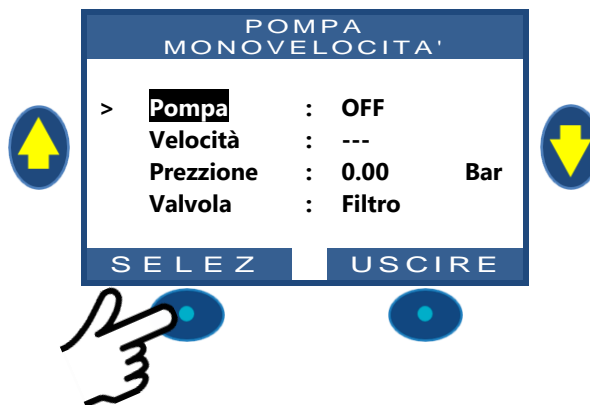 POMPA
MONOVELOCITA'
> Pompa : OFF
Velocità : ---
Prezzione : 0.00 Bar
Valvola : Filtro
SELEZ USCIRE